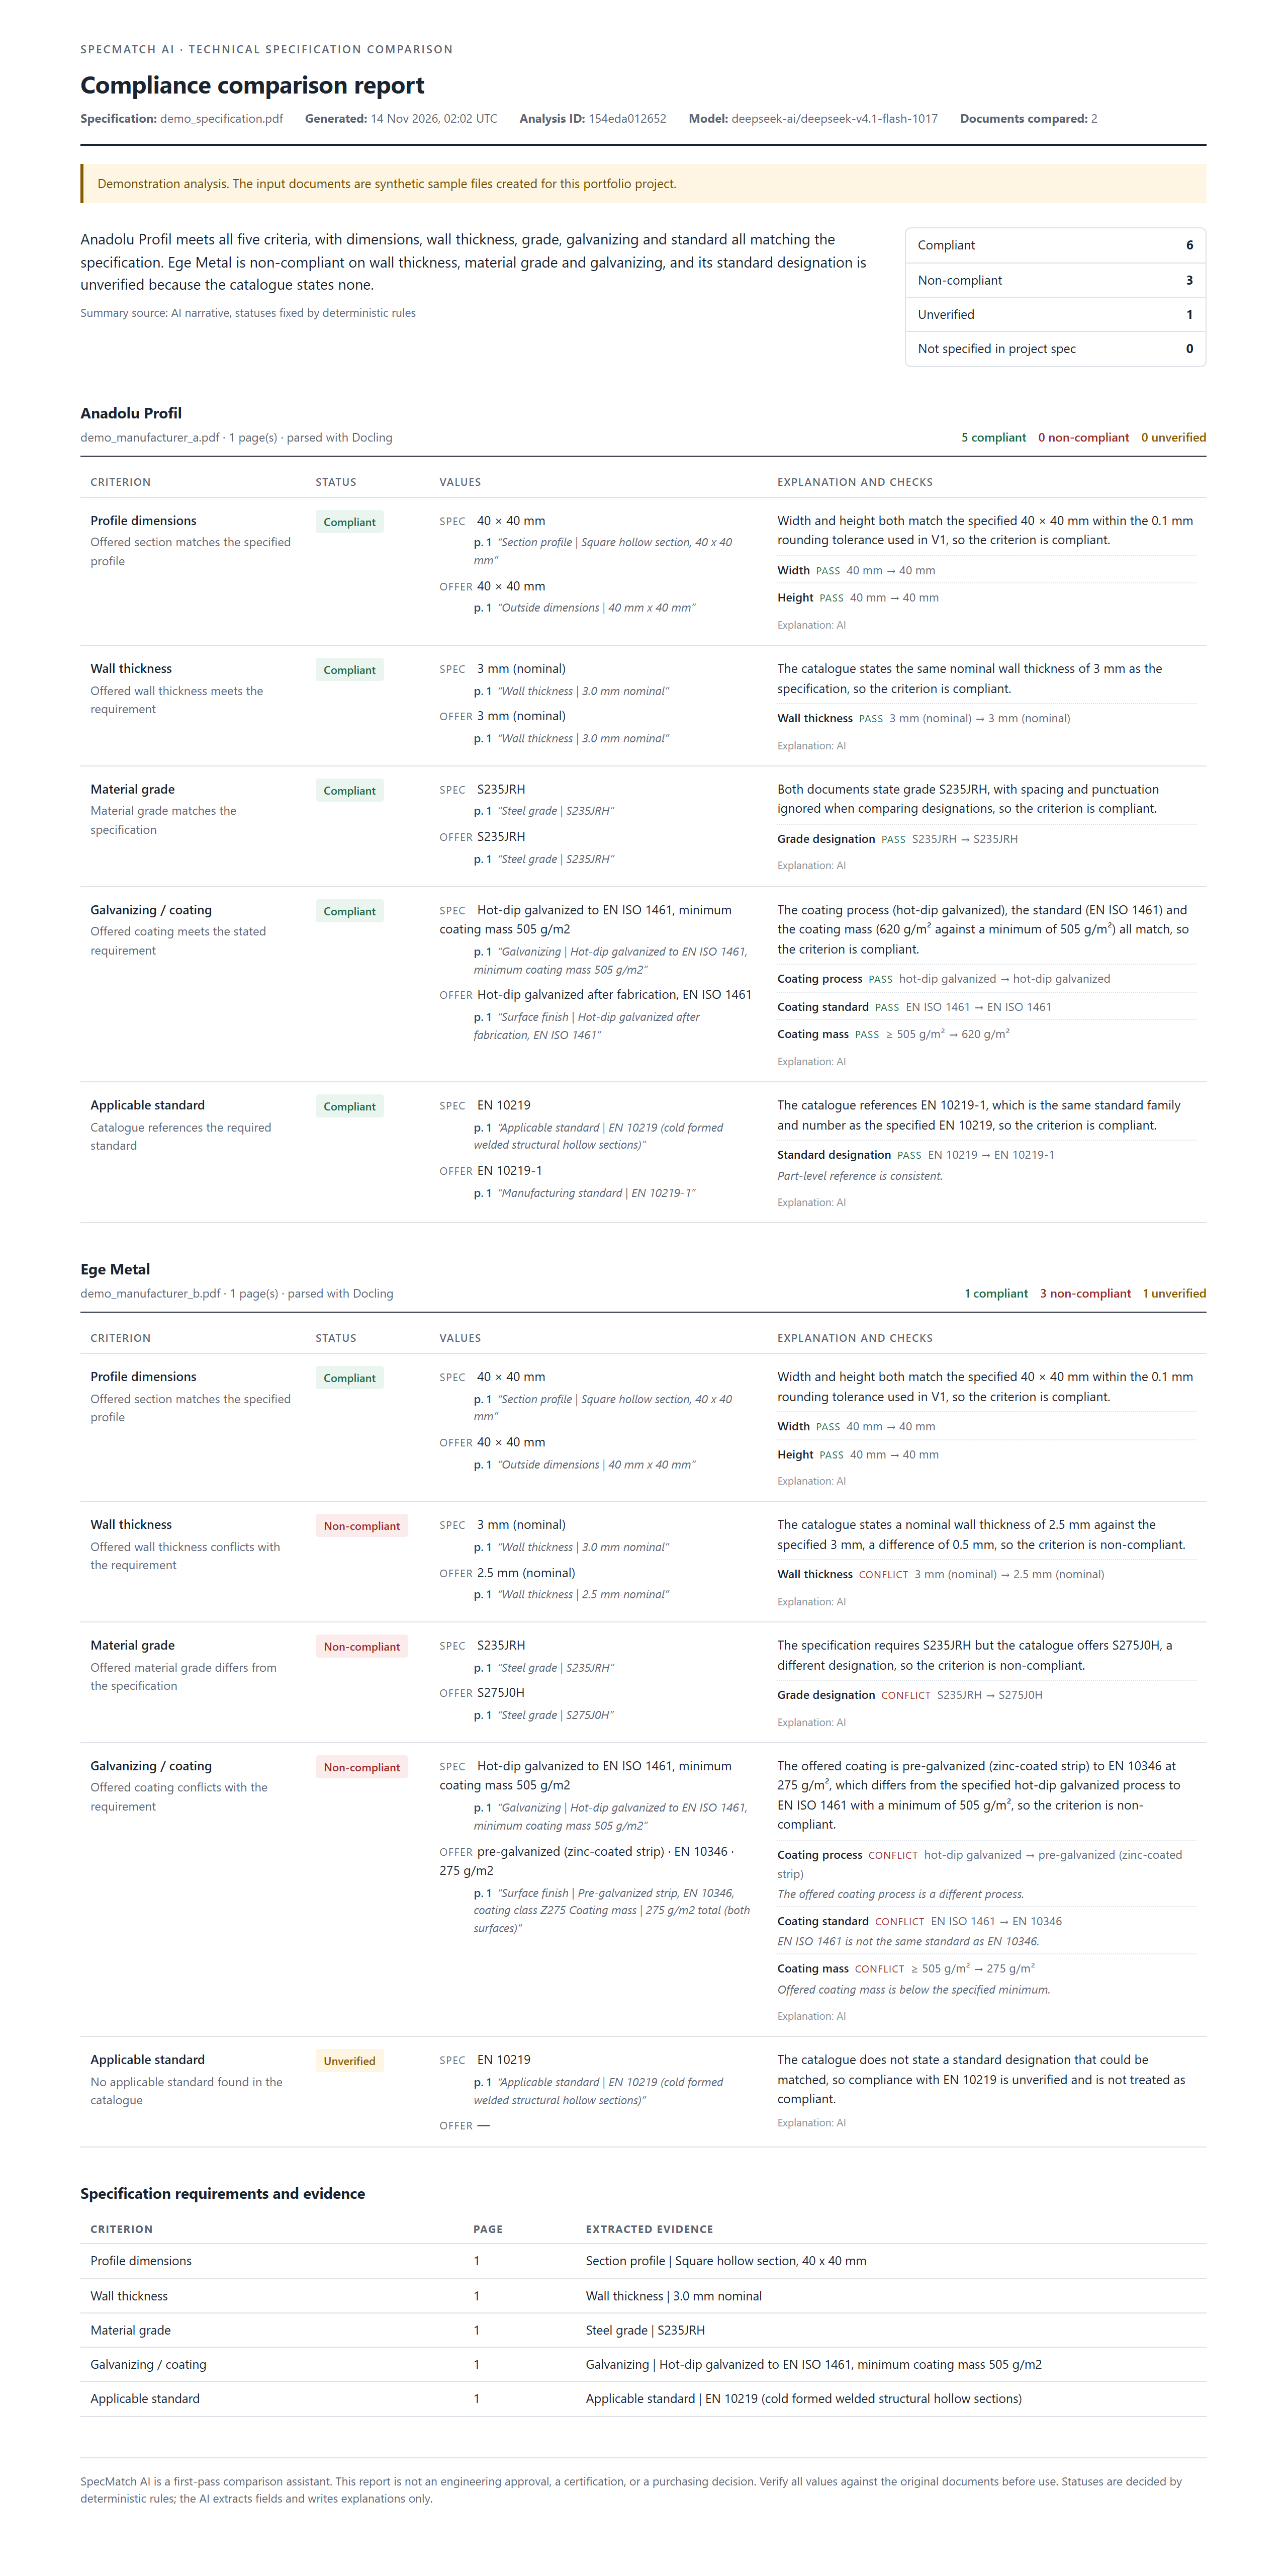 SPECMATCH AI · TECHNICAL SPECIFICATION COMPARISON
Compliance comparison report
Specification: demo_specification.pdf Generated: 14 Nov 2026, 02:02 UTC Analysis ID: 154eda012652 Model: deepseek-ai/deepseek-v4.1-flash-1017 Documents compared: 2
Demonstration analysis. The input documents are synthetic sample files created for this portfolio project.
Anadolu Profil meets all five criteria, with dimensions, wall thickness, grade, galvanizing and standard all matching the
specification. Ege Metal is non-compliant on wall thickness, material grade and galvanizing, and its standard designation is
unverified because the catalogue states none.
Summary source: AI narrative, statuses fixed by deterministic rules
Compliant 6
Non-compliant 3
Unverified 1
Not specified in project spec 0
Anadolu Profil
demo_manufacturer_a.pdf · 1 page(s) · parsed with Docling
5 compliant 0 non-compliant 0 unverified
CRITERION STATUS VALUES EXPLANATION AND CHECKS
Profile dimensions
Offered section matches the specified
profile
Compliant
SPEC 40 × 40 mm
p. 1 "Section profile | Square hollow section, 40 x 40
mm"
OFFER 40 × 40 mm
p. 1 "Outside dimensions | 40 mm x 40 mm"
Width and height both match the specified 40 × 40 mm within the 0.1 mm
rounding tolerance used in V1, so the criterion is compliant.
Width PASS 40 mm → 40 mm
Height PASS 40 mm → 40 mm
Explanation: AI
Wall thickness
Offered wall thickness meets the
requirement
Compliant
SPEC 3 mm (nominal)
p. 1 "Wall thickness | 3.0 mm nominal"
OFFER 3 mm (nominal)
p. 1 "Wall thickness | 3.0 mm nominal"
The catalogue states the same nominal wall thickness of 3 mm as the
specification, so the criterion is compliant.
Wall thickness PASS 3 mm (nominal) → 3 mm (nominal)
Explanation: AI
Material grade
Material grade matches the
specification
Compliant
SPEC S235JRH
p. 1 "Steel grade | S235JRH"
OFFER S235JRH
p. 1 "Steel grade | S235JRH"
Both documents state grade S235JRH, with spacing and punctuation
ignored when comparing designations, so the criterion is compliant.
Grade designation PASS S235JRH → S235JRH
Explanation: AI
Galvanizing / coating
Offered coating meets the stated
requirement
Compliant
SPEC Hot-dip galvanized to EN ISO 1461, minimum
coating mass 505 g/m2
p. 1 "Galvanizing | Hot-dip galvanized to EN ISO 1461,
minimum coating mass 505 g/m2"
OFFER Hot-dip galvanized after fabrication, EN ISO 1461
p. 1 "Surface finish | Hot-dip galvanized after
fabrication, EN ISO 1461"
The coating process (hot-dip galvanized), the standard (EN ISO 1461) and
the coating mass (620 g/m² against a minimum of 505 g/m²) all match, so
the criterion is compliant.
Coating process PASS hot-dip galvanized → hot-dip galvanized
Coating standard PASS EN ISO 1461 → EN ISO 1461
Coating mass PASS ≥ 505 g/m² → 620 g/m²
Explanation: AI
Applicable standard
Catalogue references the required
standard
Compliant
SPEC EN 10219
p. 1 "Applicable standard | EN 10219 (cold formed
welded structural hollow sections)"
OFFER EN 10219-1
p. 1 "Manufacturing standard | EN 10219-1"
The catalogue references EN 10219-1, which is the same standard family
and number as the specified EN 10219, so the criterion is compliant.
Standard designation PASS EN 10219 → EN 10219-1
Part-level reference is consistent.
Explanation: AI
Ege Metal
demo_manufacturer_b.pdf · 1 page(s) · parsed with Docling
1 compliant 3 non-compliant 1 unverified
CRITERION STATUS VALUES EXPLANATION AND CHECKS
Profile dimensions
Offered section matches the specified
profile
Compliant
SPEC 40 × 40 mm
p. 1 "Section profile | Square hollow section, 40 x 40
mm"
OFFER 40 × 40 mm
p. 1 "Outside dimensions | 40 mm x 40 mm"
Width and height both match the specified 40 × 40 mm within the 0.1 mm
rounding tolerance used in V1, so the criterion is compliant.
Width PASS 40 mm → 40 mm
Height PASS 40 mm → 40 mm
Explanation: AI
Wall thickness
Offered wall thickness conflicts with
the requirement
Non-compliant
SPEC 3 mm (nominal)
p. 1 "Wall thickness | 3.0 mm nominal"
OFFER 2.5 mm (nominal)
p. 1 "Wall thickness | 2.5 mm nominal"
The catalogue states a nominal wall thickness of 2.5 mm against the
specified 3 mm, a difference of 0.5 mm, so the criterion is non-compliant.
Wall thickness CONFLICT 3 mm (nominal) → 2.5 mm (nominal)
Explanation: AI
Material grade
Offered material grade differs from
the specification
Non-compliant
SPEC S235JRH
p. 1 "Steel grade | S235JRH"
OFFER S275J0H
p. 1 "Steel grade | S275J0H"
The specification requires S235JRH but the catalogue offers S275J0H, a
different designation, so the criterion is non-compliant.
Grade designation CONFLICT S235JRH → S275J0H
Explanation: AI
Galvanizing / coating
Offered coating conflicts with the
requirement
Non-compliant
SPEC Hot-dip galvanized to EN ISO 1461, minimum
coating mass 505 g/m2
p. 1 "Galvanizing | Hot-dip galvanized to EN ISO 1461,
minimum coating mass 505 g/m2"
OFFER pre-galvanized (zinc-coated strip) · EN 10346 ·
275 g/m2
p. 1 "Surface finish | Pre-galvanized strip, EN 10346,
coating class Z275 Coating mass | 275 g/m2 total (both
surfaces)"
The offered coating is pre-galvanized (zinc-coated strip) to EN 10346 at
275 g/m², which differs from the specified hot-dip galvanized process to
EN ISO 1461 with a minimum of 505 g/m², so the criterion is non-
compliant.
Coating process CONFLICT hot-dip galvanized → pre-galvanized (zinc-coated
strip)
The offered coating process is a different process.
Coating standard CONFLICT EN ISO 1461 → EN 10346
EN ISO 1461 is not the same standard as EN 10346.
Coating mass CONFLICT ≥ 505 g/m² → 275 g/m²
Offered coating mass is below the specified minimum.
Explanation: AI
Applicable standard
No applicable standard found in the
catalogue
Unverified
SPEC EN 10219
p. 1 "Applicable standard | EN 10219 (cold formed
welded structural hollow sections)"
OFFER —
The catalogue does not state a standard designation that could be
matched, so compliance with EN 10219 is unverified and is not treated as
compliant.
Explanation: AI
Specification requirements and evidence
CRITERION PAGE EXTRACTED EVIDENCE
Profile dimensions 1 Section profile | Square hollow section, 40 x 40 mm
Wall thickness 1 Wall thickness | 3.0 mm nominal
Material grade 1 Steel grade | S235JRH
Galvanizing / coating 1 Galvanizing | Hot-dip galvanized to EN ISO 1461, minimum coating mass 505 g/m2
Applicable standard 1 Applicable standard | EN 10219 (cold formed welded structural hollow sections)
SpecMatch AI is a first-pass comparison assistant. This report is not an engineering approval, a certification, or a purchasing decision. Verify all values against the original documents before use. Statuses are decided by
deterministic rules; the AI extracts fields and writes explanations only.